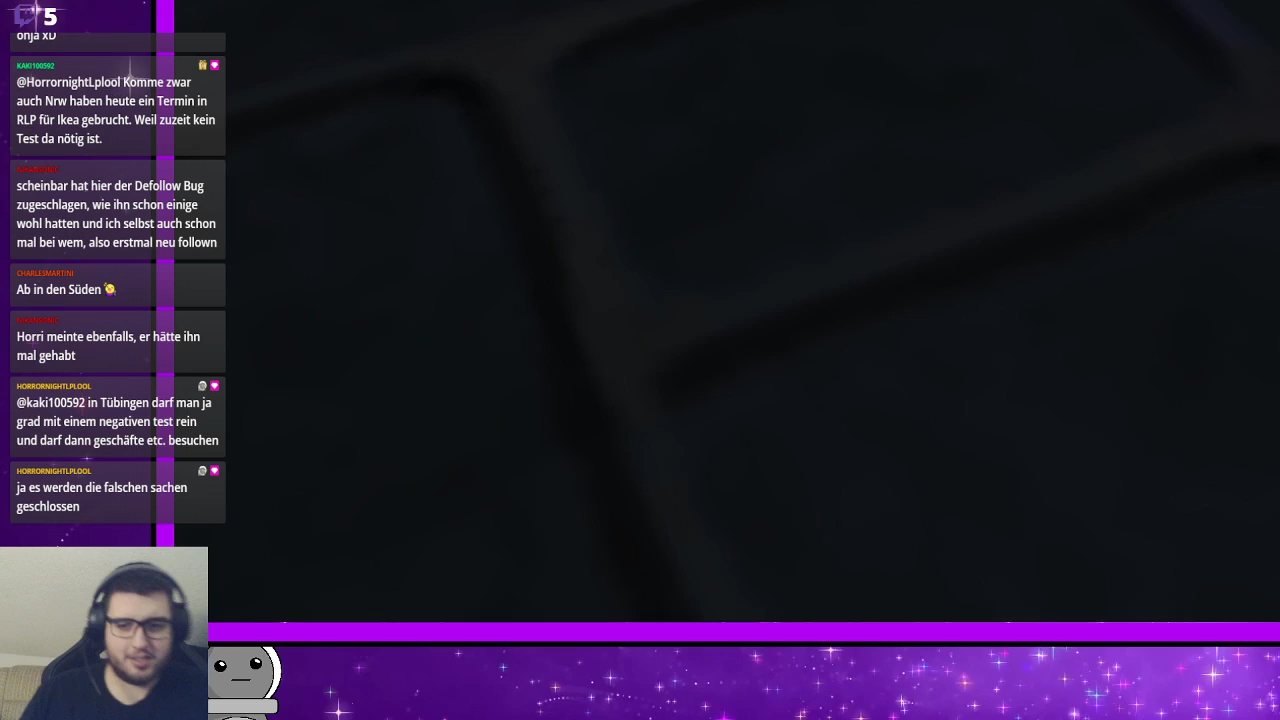 5
onja xD
KAKI100592
@HorrornightLplool Komme zwar
auch Nrw haben heute ein Termin in
RLP für Ikea gebrucht. Weil zuzeit kein
Test da nötig ist.
scheinbar hat hier der Defollow Bug
zugeschlagen, wie ihn schon einige
wohl hatten und ich selbst auch schon
mal bei wem, also erstmal neu follown
CHARLESMARTINI
Ab in den Süden
Horri meinte ebenfalls, er hätte ihn
mal gehabt
HORRORNIGHTLPLOOL
@kaki100592 in Tübingen darf man ja
grad mit einem negativen test rein
und darf dann geschäfte etc. besuchen
HORRORNIGHTLPLOOL
ja es werden die falschen sachen
geschlossen